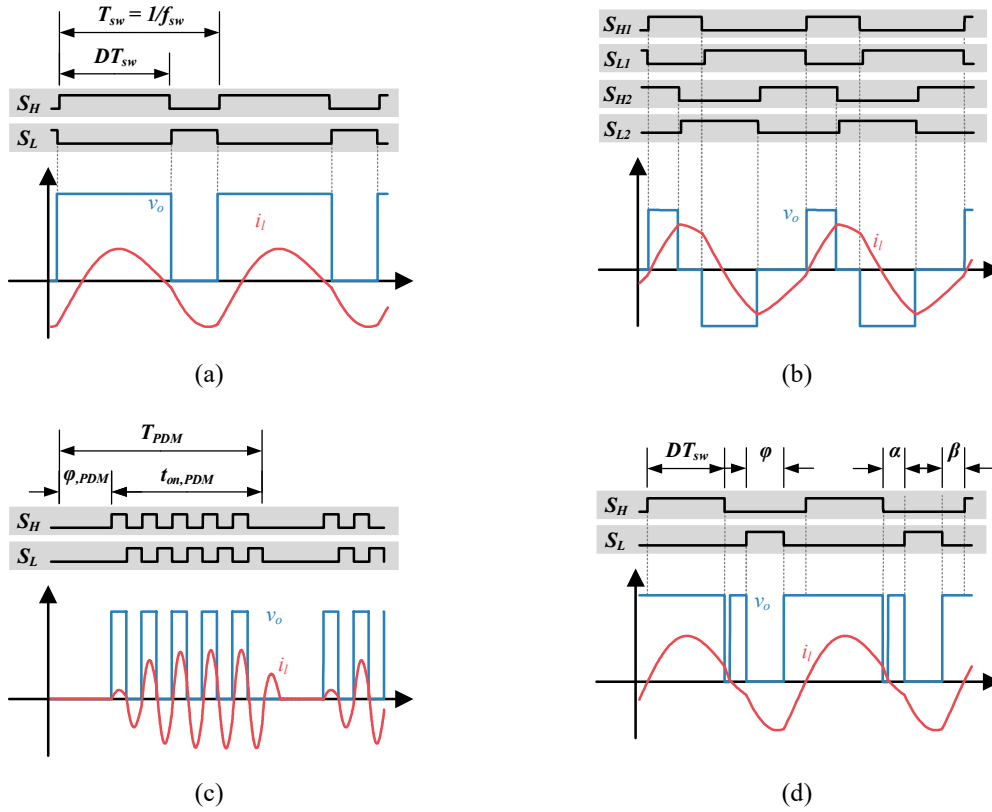 T_sw = 1/f_sw
DT_sw
S_H
S_L
v_o
i_l
(a)
S_H1
S_L1
S_H2
S_L2
v_o
i_l
(b)
T_PDM
φ,PDM
t_on,PDM
S_H
S_L
v_o
i_l
(c)
DT_sw
φ
α
β
S_H
S_L
v_o
i_l
(d)